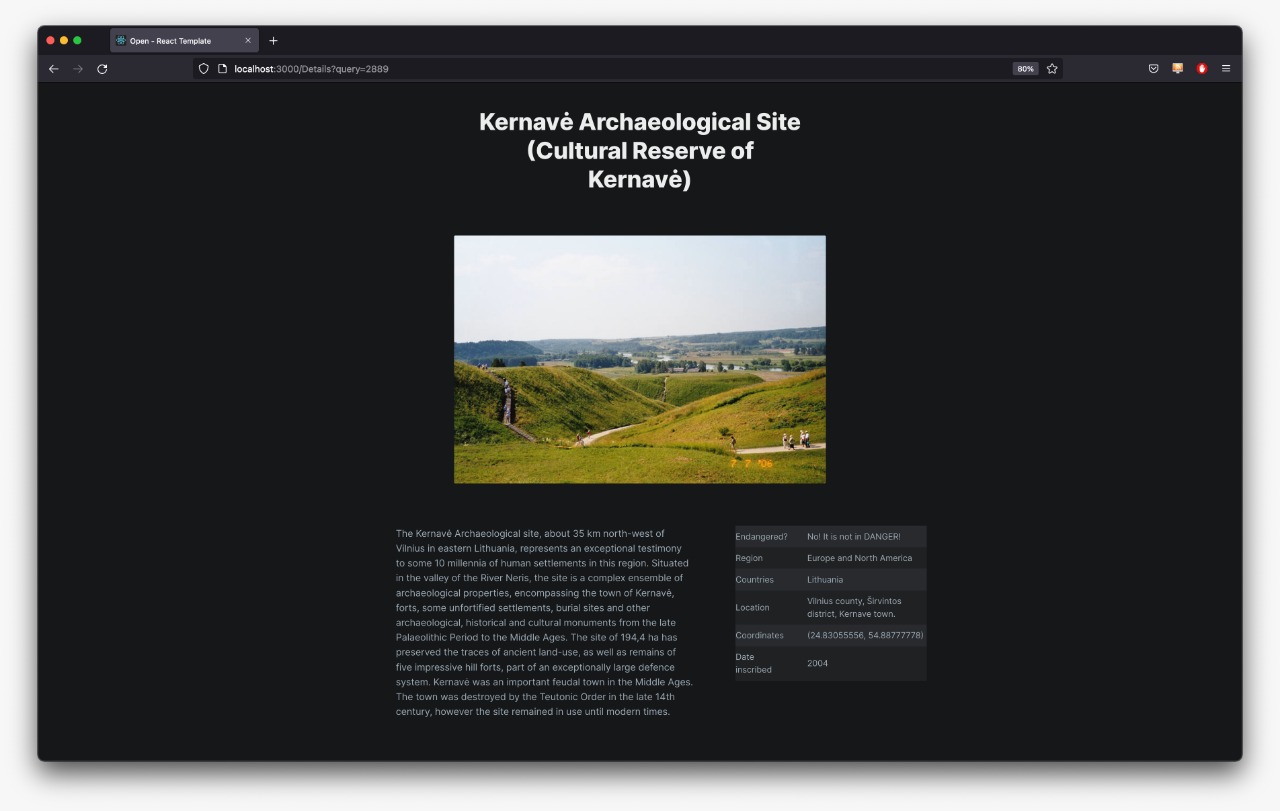 Open - React Template
localhost:3000/Details?query=2889
80%
Kernavė Archaeological Site
(Cultural Reserve of
Kernavė)
7 7 '06
The Kernavė Archaeological site, about 35 km north-west of
Vilnius in eastern Lithuania, represents an exceptional testimony
to some 10 millennia of human settlements in this region. Situated
in the valley of the River Neris, the site is a complex ensemble of
archaeological properties, encompassing the town of Kernavė,
forts, some unfortified settlements, burial sites and other
archaeological, historical and cultural monuments from the late
Palaeolithic Period to the Middle Ages. The site of 194,4 ha has
preserved the traces of ancient land-use, as well as remains of
five impressive hill forts, part of an exceptionally large defence
system. Kernavė was an important feudal town in the Middle Ages.
The town was destroyed by the Teutonic Order in the late 14th
century, however the site remained in use until modern times.
Endangered? No! It is not in DANGER!
Region Europe and North America
Countries Lithuania
Location Vilnius county, Širvintos
district, Kernave town.
Coordinates (24.83055556, 54.88777778)
Date
inscribed 2004